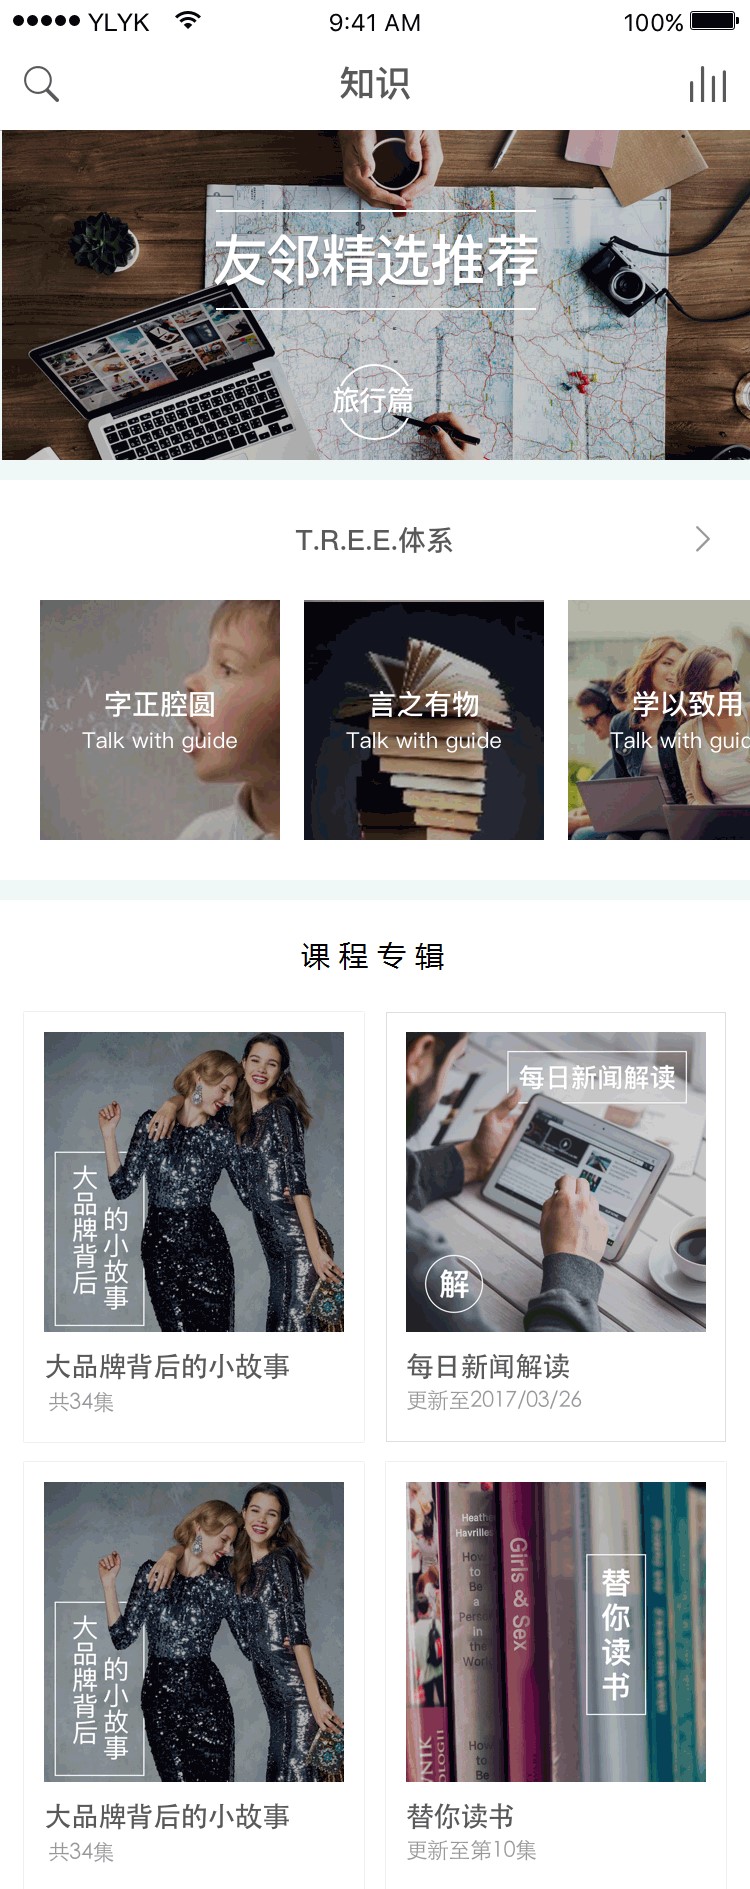 YLYK 9:41 AM 100%
知识
友邻精选推荐
旅行篇
T.R.E.E.体系
字正腔圆
Talk with guide
言之有物
Talk with guide
学以致用
Talk with guid
课程专辑
大品牌背后
的小故事
大品牌背后的小故事
共34集
每日新闻解读
解
每日新闻解读
更新至2017/03/26
大品牌背后
的小故事
大品牌背后的小故事
共34集
Heathe
Havrilles
How
to
Be
a
Person
in
the
World
How
to
Be
Girls & Sex
替你读书
替你读书
更新至第10集